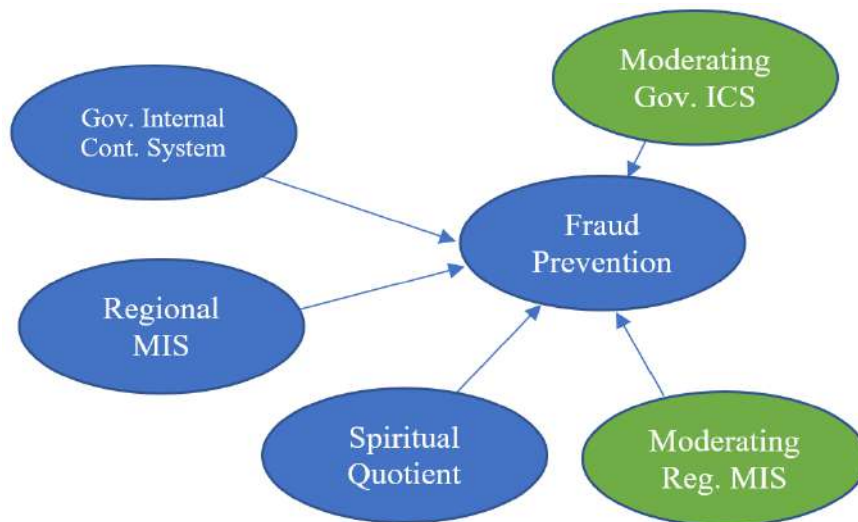 Moderating
Gov. ICS
Gov. Internal
Cont. System
Fraud
Prevention
Regional
MIS
Spiritual
Quotient
Moderating
Reg. MIS